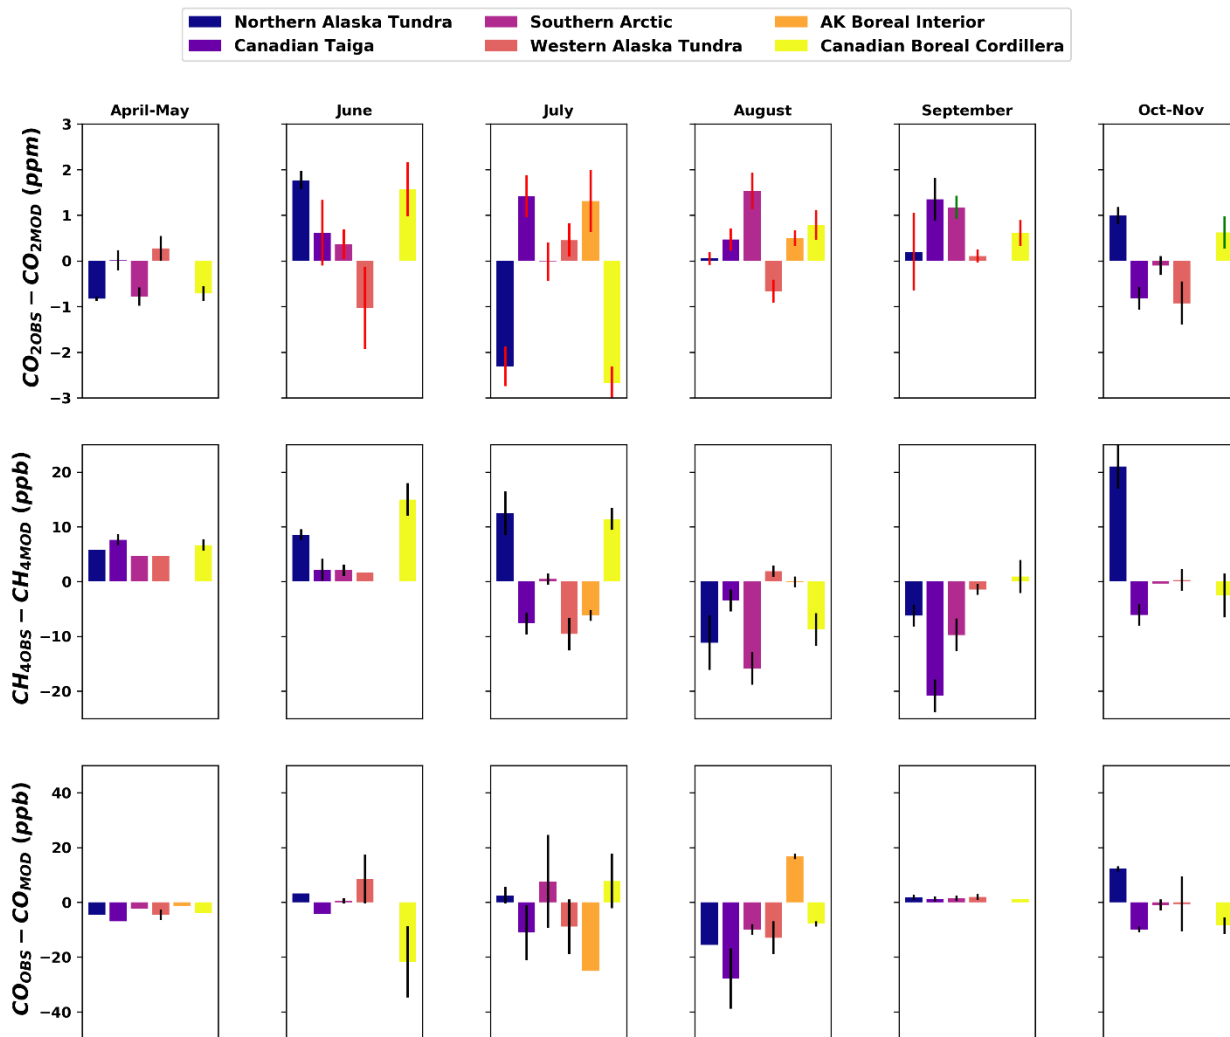 Northern Alaska Tundra Southern Arctic AK Boreal Interior
Canadian Taiga Western Alaska Tundra Canadian Boreal Cordillera
April-May June July August September Oct-Nov
CO2OBS − CO2MOD (ppm)
3
2
1
0
−1
−2
−3
CH4OBS − CH4MOD (ppb)
20
10
0
−10
−20
COOBS − COMOD (ppb)
40
20
0
−20
−40